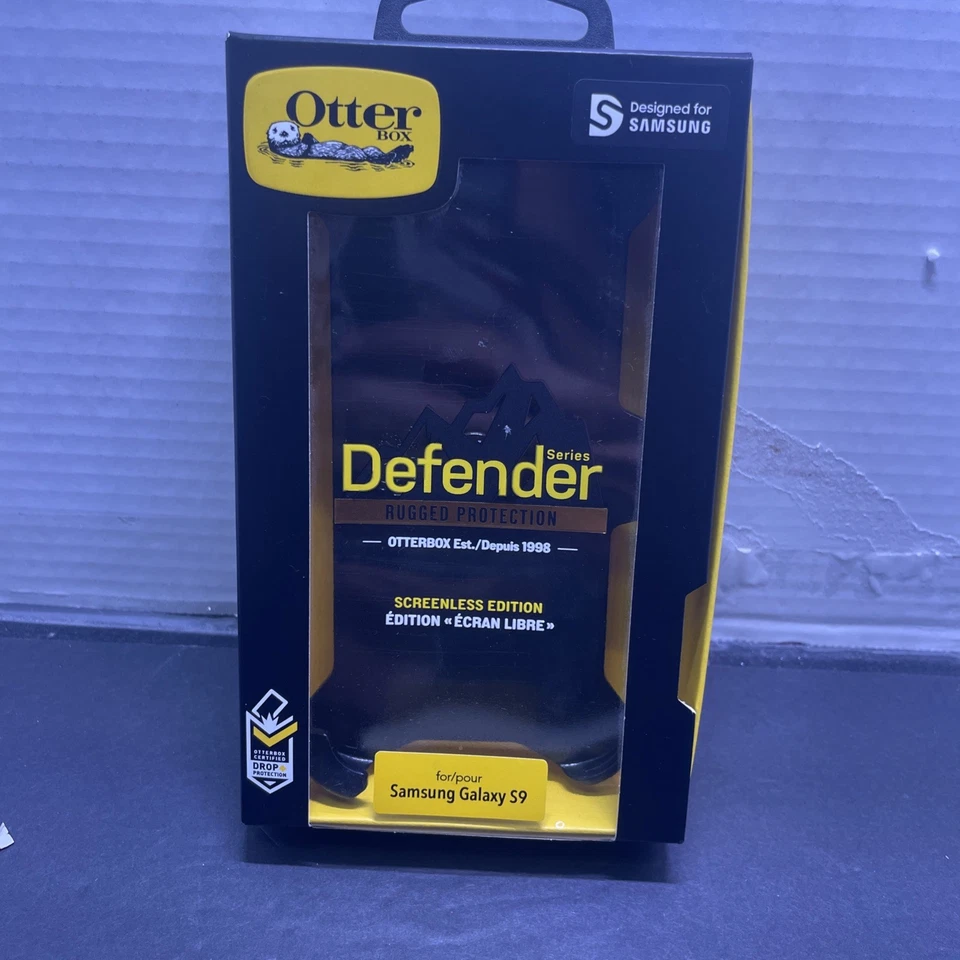 Otter
BOX
Designed for
SAMSUNG
Defender
Series
RUGGED PROTECTION
OTTERBOX Est./Depuis 1998
SCREENLESS EDITION
ÉDITION « ÉCRAN LIBRE »
OTTERBOX
CERTIFIED
DROP+
PROTECTION
for/pour
Samsung Galaxy S9